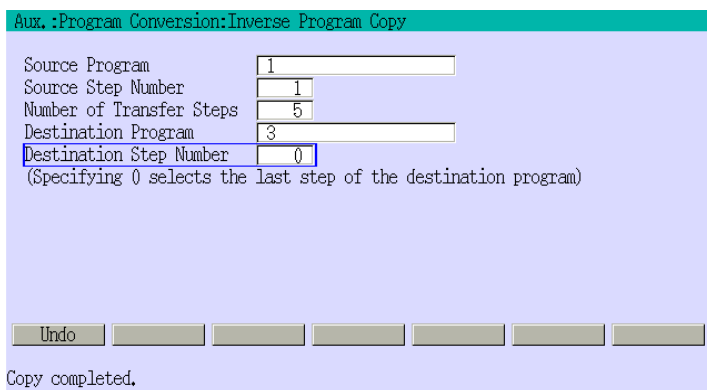 Aux.:Program Conversion:Inverse Program Copy
Source Program 1
Source Step Number 1
Number of Transfer Steps 5
Destination Program 3
Destination Step Number 0
(Specifying 0 selects the last step of the destination program)
Undo
Copy completed.